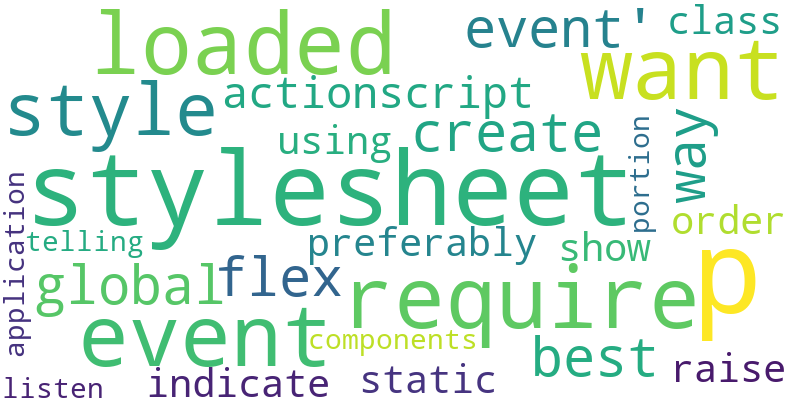 loaded
event'
class
want
style
actionscript
create
using
way
portion
stylesheet
application
telling
preferably
show
order
global
flex
require
p
event
components
best
raise
listen
indicate
static